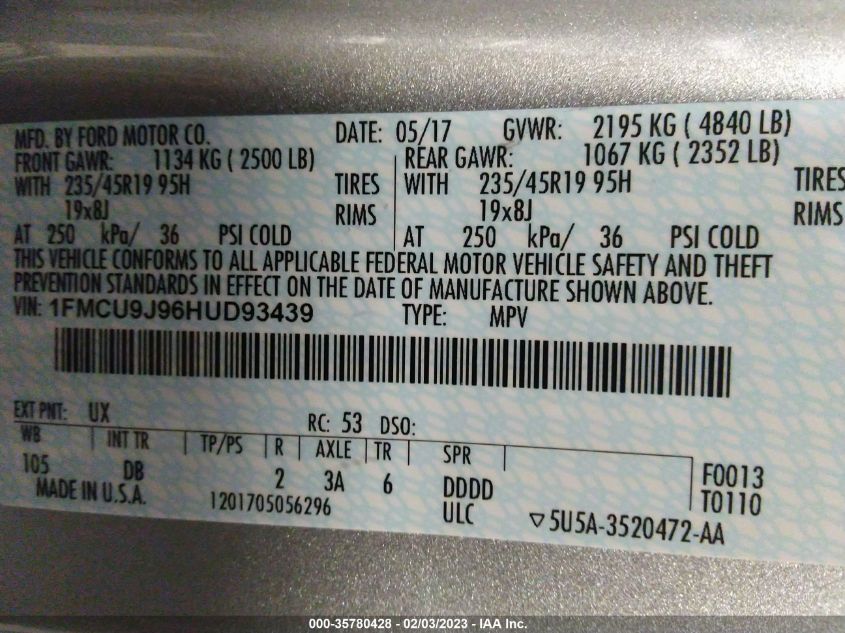 MFD. BY FORD MOTOR CO. DATE: 05/17 GVWR: 2195 KG ( 4840 LB)
FRONT GAWR: 1134 KG ( 2500 LB) REAR GAWR: 1067 KG ( 2352 LB)
WITH 235/45R19 95H TIRES WITH 235/45R19 95H TIRES
19x8J RIMS 19x8J RIMS
AT 250 kPa/ 36 PSI COLD AT 250 kPa/ 36 PSI COLD
THIS VEHICLE CONFORMS TO ALL APPLICABLE FEDERAL MOTOR VEHICLE SAFETY AND THEFT
PREVENTION STANDARDS IN EFFECT ON THE DATE OF MANUFACTURE SHOWN ABOVE.
VIN: 1FMCU9J96HUD93439 TYPE: MPV
EXT PNT: UX RC: 53 DSO:
WB INT TR TP/PS R AXLE TR SPR
105 DB 2 3A 6 DDDD F0013
MADE IN U.S.A. 1201705056296 ULC T0110
▽5U5A-3520472-AA
000-35780428 - 02/03/2023 - IAA Inc.